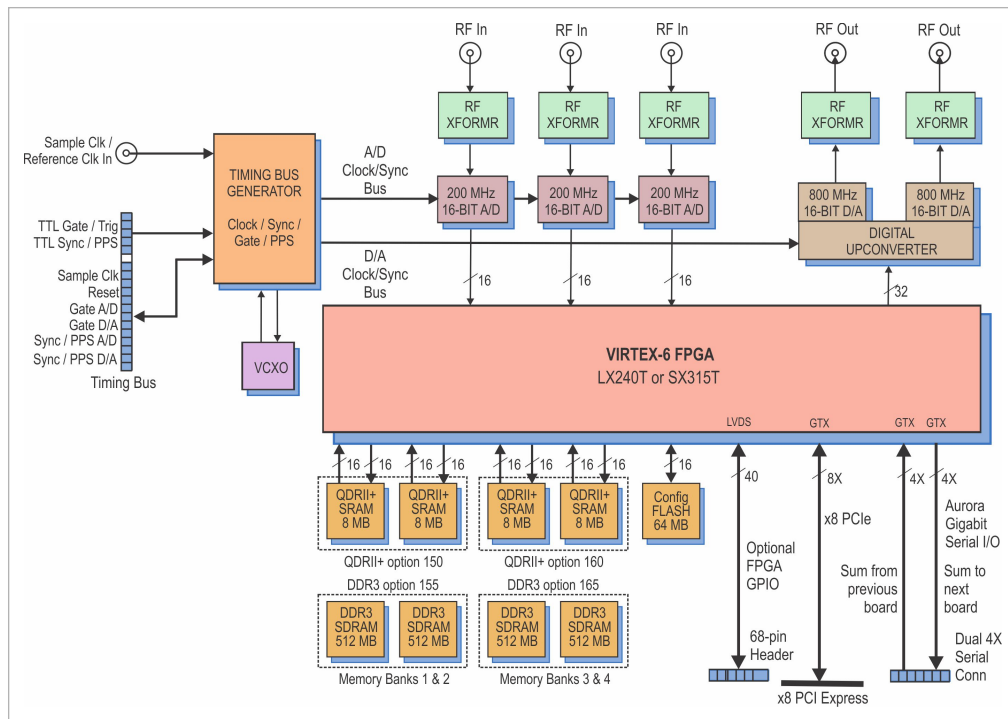 RF In
RF In
RF In
RF Out
RF Out
RF
XFORMR
RF
XFORMR
RF
XFORMR
RF
XFORMR
RF
XFORMR
Sample Clk /
Reference Clk In
TIMING BUS
GENERATOR
Clock / Sync /
Gate / PPS
A/D
Clock/Sync
Bus
200 MHz
16-BIT A/D
200 MHz
16-BIT A/D
200 MHz
16-BIT A/D
800 MHz
16-BIT D/A
800 MHz
16-BIT D/A
DIGITAL
UPCONVERTER
TTL Gate / Trig
TTL Sync / PPS
Sample Clk
Reset
Gate A/D
Gate D/A
Sync / PPS A/D
Sync / PPS D/A
Timing Bus
D/A
Clock/Sync
Bus
16
16
16
32
VCXO
VIRTEX-6 FPGA
LX240T or SX315T
LVDS
GTX
GTX
GTX
16
16
16
16
16
16
16
16
16
40
8X
4X
4X
QDRII+
SRAM
8 MB
QDRII+
SRAM
8 MB
QDRII+
SRAM
8 MB
QDRII+
SRAM
8 MB
Config
FLASH
64 MB
QDRII+ option 150
QDRII+ option 160
DDR3 option 155
DDR3 option 165
DDR3
SDRAM
512 MB
DDR3
SDRAM
512 MB
DDR3
SDRAM
512 MB
DDR3
SDRAM
512 MB
Memory Banks 1 & 2
Memory Banks 3 & 4
Optional
FPGA
GPIO
68-pin
Header
x8 PCIe
x8 PCI Express
Sum from
previous
board
Aurora
Gigabit
Serial I/O
Sum to
next
board
Dual 4X
Serial
Conn